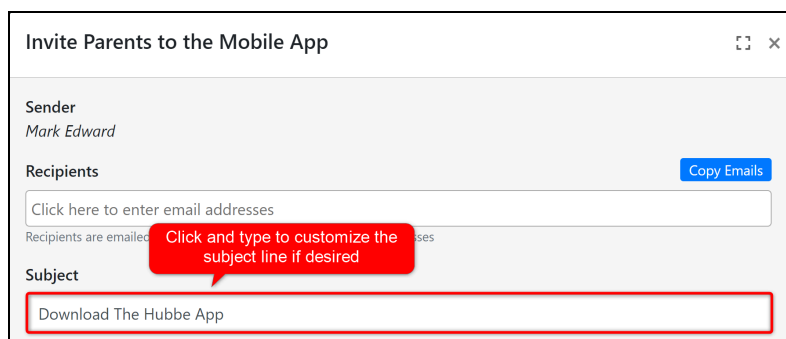 Invite Parents to the Mobile App
Sender
Mark Edward
Recipients
Copy Emails
Click here to enter email addresses
Recipients are emailed
Click and type to customize the
subject line if desired
Subject
Download The Hubbe App